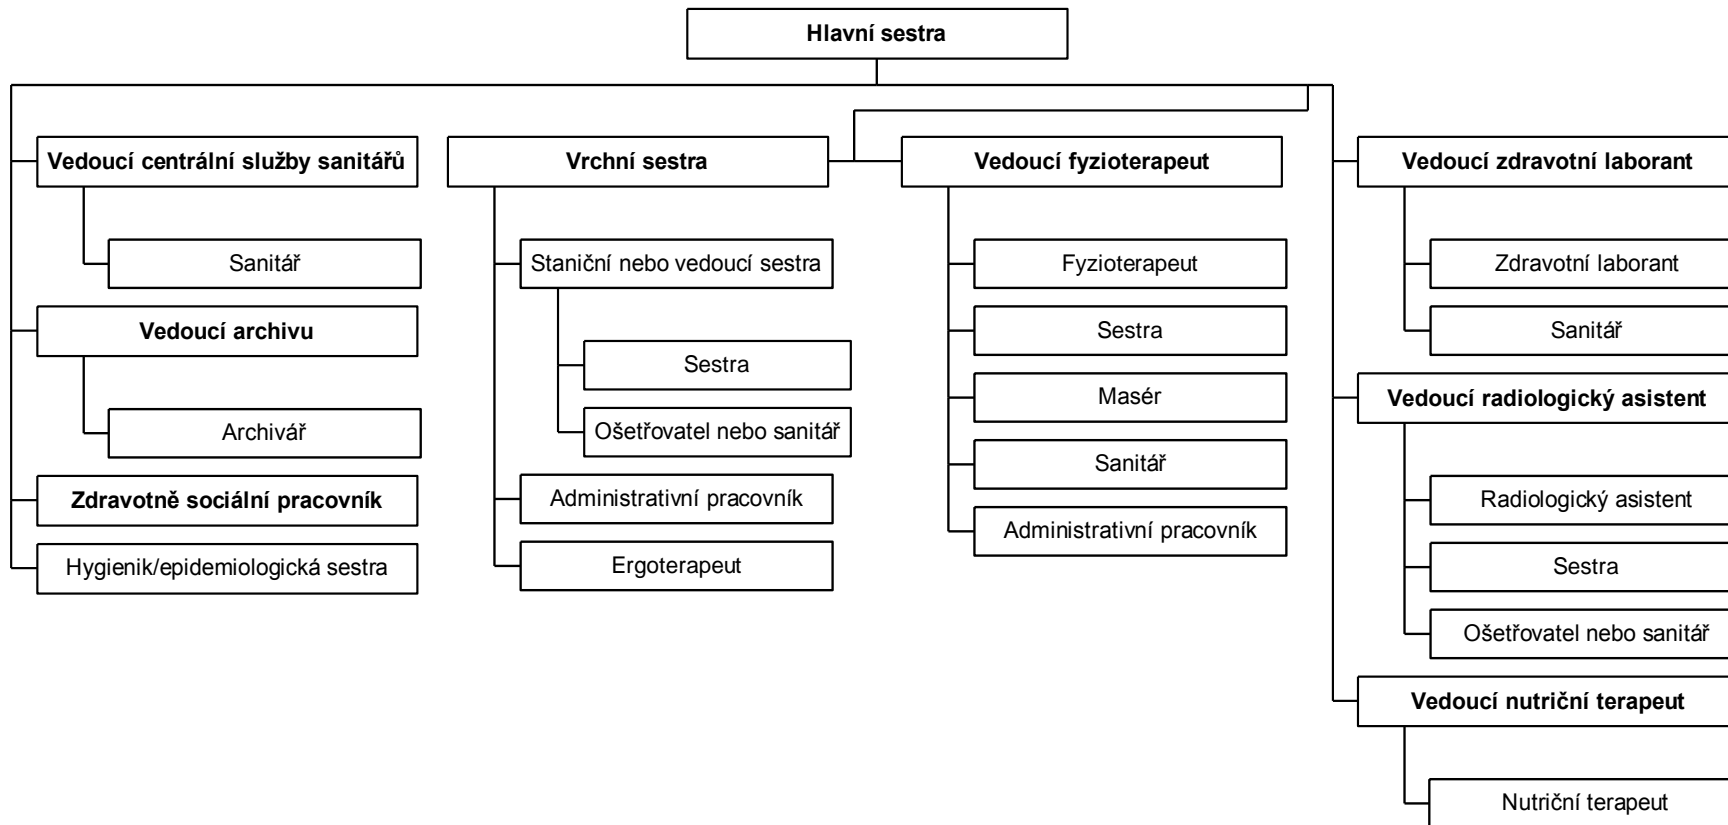 Hlavní sestra
Vedoucí centrální služby sanitářů
Sanitář
Vedoucí archivu
Archivář
Zdravotně sociální pracovník
Hygienik/epidemiologická sestra
Vrchní sestra
Staniční nebo vedoucí sestra
Sestra
Ošetřovatel nebo sanitář
Administrativní pracovník
Ergoterapeut
Vedoucí fyzioterapeut
Fyzioterapeut
Sestra
Masér
Sanitář
Administrativní pracovník
Vedoucí zdravotní laborant
Zdravotní laborant
Sanitář
Vedoucí radiologický asistent
Radiologický asistent
Sestra
Ošetřovatel nebo sanitář
Vedoucí nutriční terapeut
Nutriční terapeut